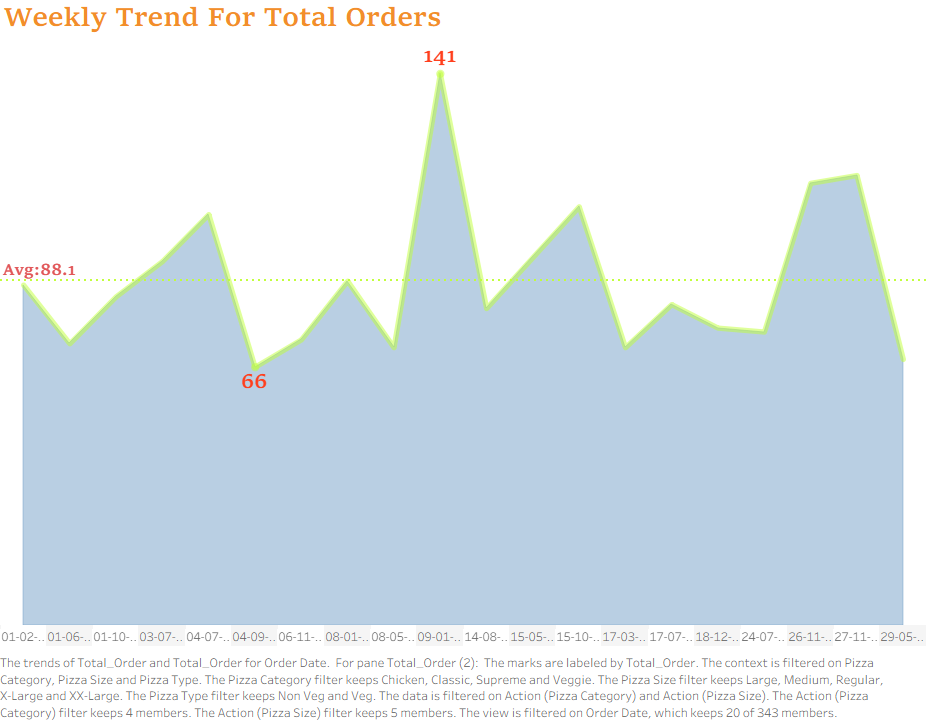 Weekly Trend For Total Orders
141
Avg:88.1
66
01-02-.. 01-06-.. 01-10-.. 03-07-.. 04-07-.. 04-09-.. 06-11-.. 08-01-.. 08-05-.. 09-01-.. 14-08-.. 15-05-.. 15-10-.. 17-03-.. 17-07-.. 18-12-.. 24-07-.. 26-11-.. 27-11-.. 29-05-..
The trends of Total_Order and Total_Order for Order Date.  For pane Total_Order (2):  The marks are labeled by Total_Order. The context is filtered on Pizza
Category, Pizza Size and Pizza Type. The Pizza Category filter keeps Chicken, Classic, Supreme and Veggie. The Pizza Size filter keeps Large, Medium, Regular,
X-Large and XX-Large. The Pizza Type filter keeps Non Veg and Veg. The data is filtered on Action (Pizza Category) and Action (Pizza Size). The Action (Pizza
Category) filter keeps 4 members. The Action (Pizza Size) filter keeps 5 members. The view is filtered on Order Date, which keeps 20 of 343 members.